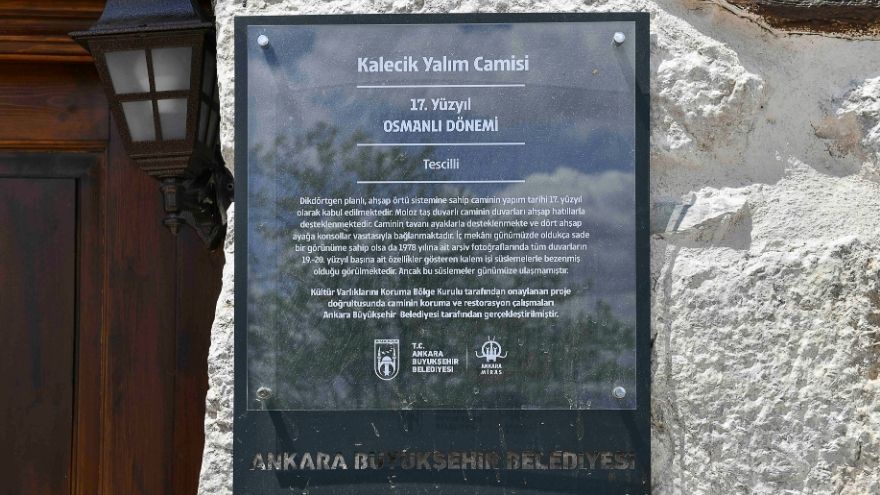 Kalecik Yalım Camisi
17. Yüzyıl
OSMANLI DÖNEMİ
Tescilli
Dikdörtgen planlı, ahşap örtü sistemine sahip caminin yapım tarihi 17. yüzyıl
olarak kabul edilmektedir. Moloz taş duvarlı caminin duvarları ahşap hatıllarla
desteklenmektedir. Caminin tavanı ayaklarla desteklenmekte ve dört ahşap
ayağa konsollar vasıtasıyla bağlanmaktadır. İç mekânı günümüzde oldukça sade
bir görünüme sahip olsa da 1978 yılına ait arşiv fotoğraflarında tüm duvarların
19.-20. yüzyıl başına ait özellikler gösteren kalem işi süslemelerle bezenmiş
olduğu görülmektedir. Ancak bu süslemeler günümüze ulaşmamıştır.
Kültür Varlıklarını Koruma Bölge Kurulu tarafından onaylanan proje
doğrultusunda caminin koruma ve restorasyon çalışmaları
Ankara Büyükşehir Belediyesi tarafından gerçekleştirilmiştir.
T.C.
ANKARA
BÜYÜKŞEHİR
BELEDİYESİ
ANKARA
MİRAS
ANKARA BÜYÜKŞEHİR BELEDİYESİ